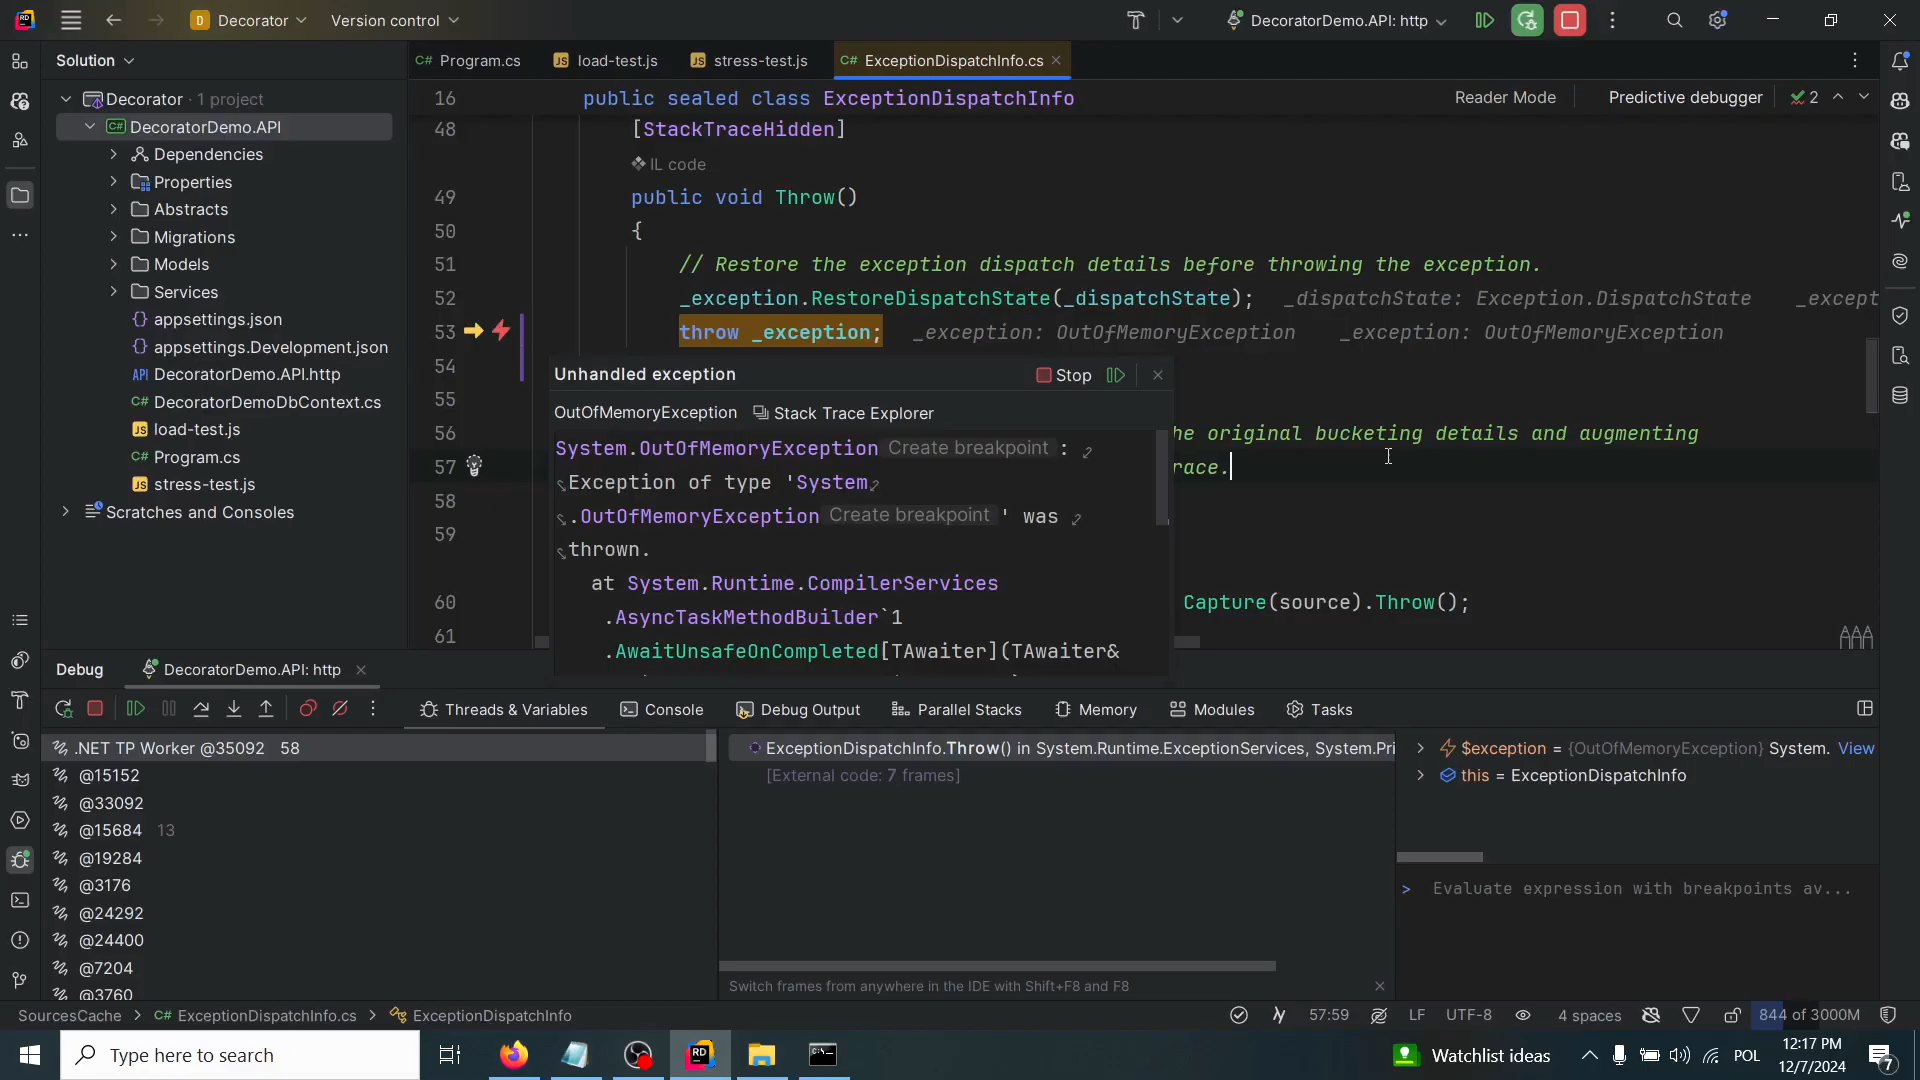 Decorator
Version control
DecoratorDemo.API: http
Solution
Program.cs
load-test.js
stress-test.js
ExceptionDispatchInfo.cs
Decorator · 1 project
DecoratorDemo.API
Dependencies
Properties
Abstracts
Migrations
Models
Services
appsettings.json
appsettings.Development.json
DecoratorDemo.API.http
DecoratorDemoDbContext.cs
load-test.js
Program.cs
stress-test.js
Scratches and Consoles
16 public sealed class ExceptionDispatchInfo
Reader Mode
Predictive debugger
2
48 [StackTraceHidden]
IL code
49 public void Throw()
50 {
51 // Restore the exception dispatch details before throwing the exception.
52 _exception.RestoreDispatchState(_dispatchState); _dispatchState: Exception.DispatchState _except
53 throw _exception; _exception: OutOfMemoryException _exception: OutOfMemoryException
54
55
56 he original bucketing details and augmenting
57 race.
58
59
60 Capture(source).Throw();
61
Unhandled exception
Stop
OutOfMemoryException Stack Trace Explorer
System.OutOfMemoryException Create breakpoint :
Exception of type 'System
.OutOfMemoryException Create breakpoint ' was
thrown.
at System.Runtime.CompilerServices
.AsyncTaskMethodBuilder`1
.AwaitUnsafeOnCompleted[TAwaiter](TAwaiter&
Debug
DecoratorDemo.API: http
Threads & Variables
Console
Debug Output
Parallel Stacks
Memory
Modules
Tasks
.NET TP Worker @35092 58
@15152
@33092
@15684 13
@19284
@3176
@24292
@24400
@7204
@3760
ExceptionDispatchInfo.Throw() in System.Runtime.ExceptionServices, System.Pri
[External code: 7 frames]
Switch frames from anywhere in the IDE with Shift+F8 and F8
$exception = {OutOfMemoryException} System. View
this = ExceptionDispatchInfo
> Evaluate expression with breakpoints av...
SourcesCache
ExceptionDispatchInfo.cs
ExceptionDispatchInfo
57:59
LF
UTF-8
4 spaces
844 of 3000M
Type here to search
Watchlist ideas
POL
12:17 PM
12/7/2024
7